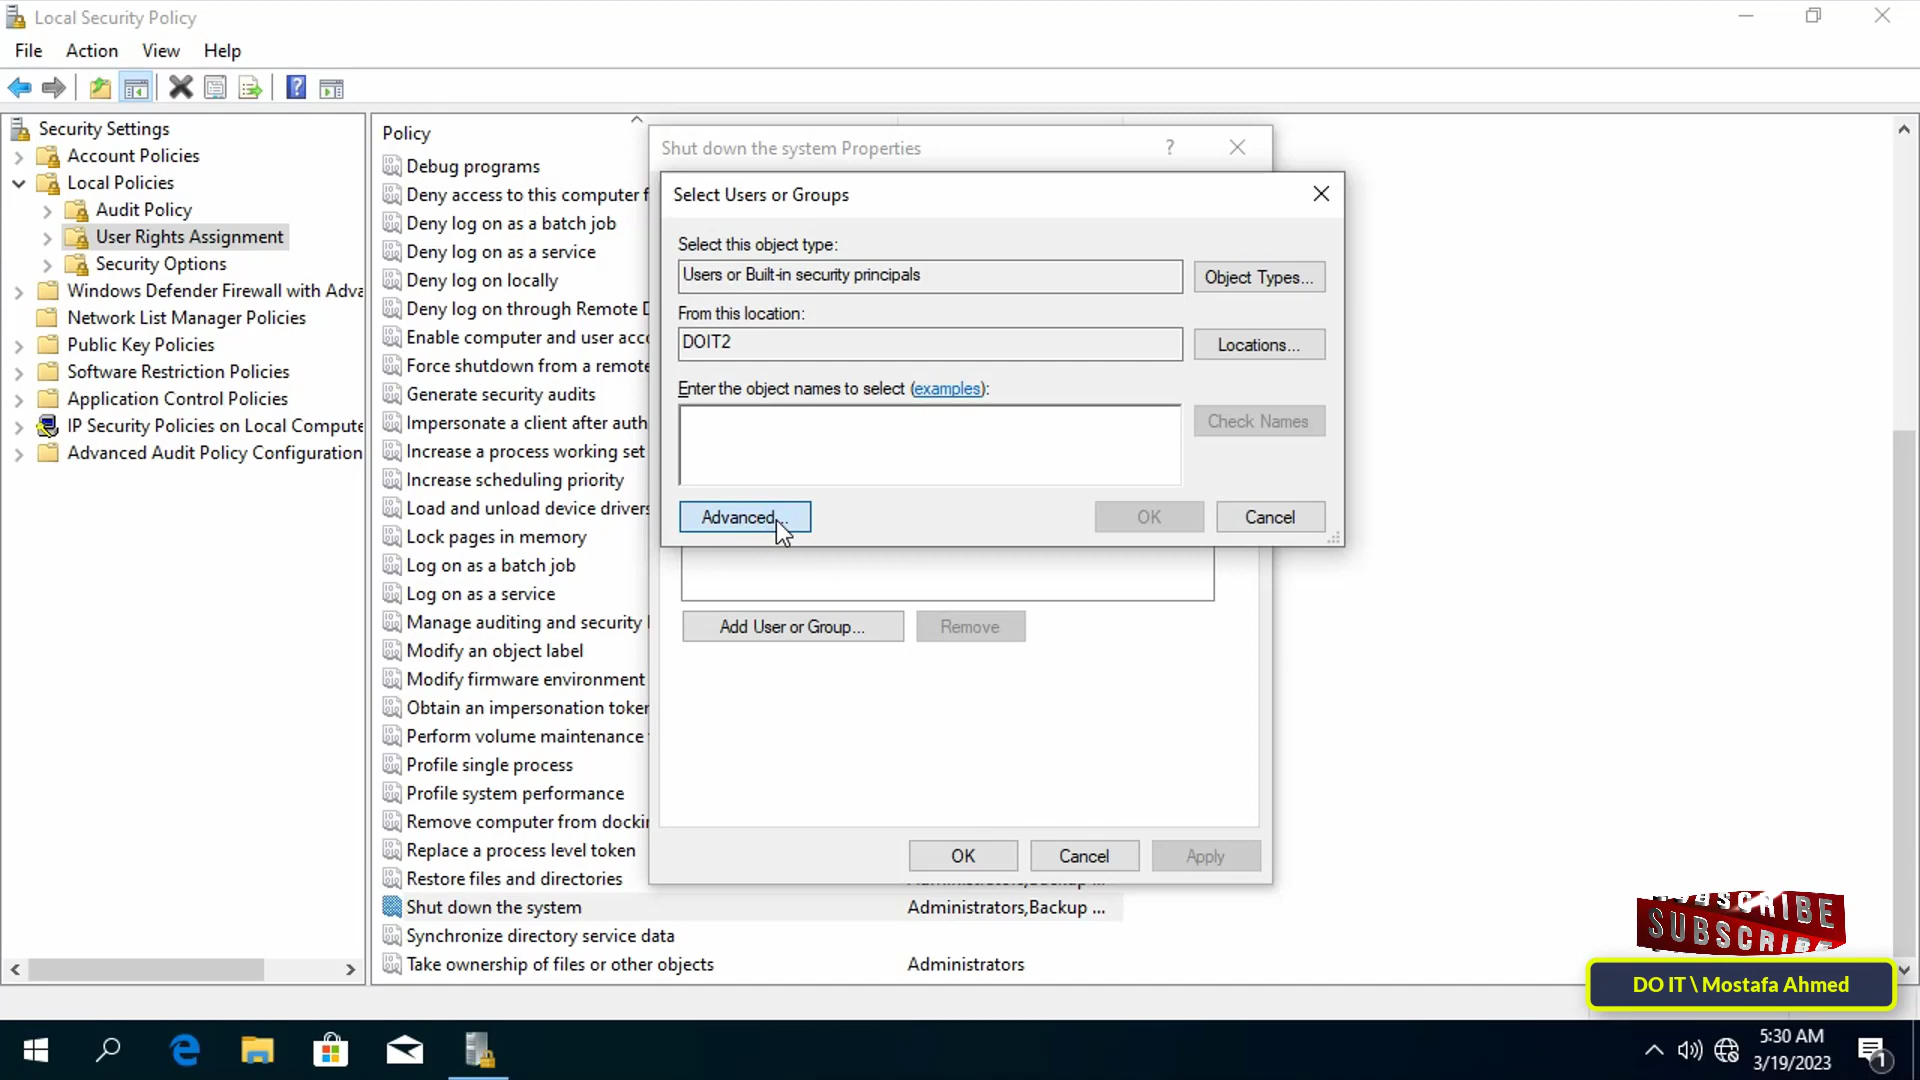 Local Security Policy
File Action View Help
Security Settings
Account Policies
Local Policies
Audit Policy
User Rights Assignment
Security Options
Windows Defender Firewall with Adva
Network List Manager Policies
Public Key Policies
Software Restriction Policies
Application Control Policies
IP Security Policies on Local Compute
Advanced Audit Policy Configuration
Policy
Debug programs
Deny access to this computer f
Deny log on as a batch job
Deny log on as a service
Deny log on locally
Deny log on through Remote D
Enable computer and user acco
Force shutdown from a remote
Generate security audits
Impersonate a client after auth
Increase a process working set
Increase scheduling priority
Load and unload device drivers
Lock pages in memory
Log on as a batch job
Log on as a service
Manage auditing and security l
Modify an object label
Modify firmware environment
Obtain an impersonation token
Perform volume maintenance
Profile single process
Profile system performance
Remove computer from dockin
Replace a process level token
Restore files and directories
Shut down the system Administrators,Backup ...
Synchronize directory service data
Take ownership of files or other objects Administrators
Shut down the system Properties ?
Select Users or Groups
Select this object type:
Users or Built-in security principals
Object Types...
From this location:
DOIT2
Locations...
Enter the object names to select (examples):
Check Names
Advanced...
OK Cancel
Add User or Group... Remove
OK Cancel Apply
SUBSCRIBE
SUBSCRIBE
DO IT \ Mostafa Ahmed
5:30 AM
3/19/2023
1